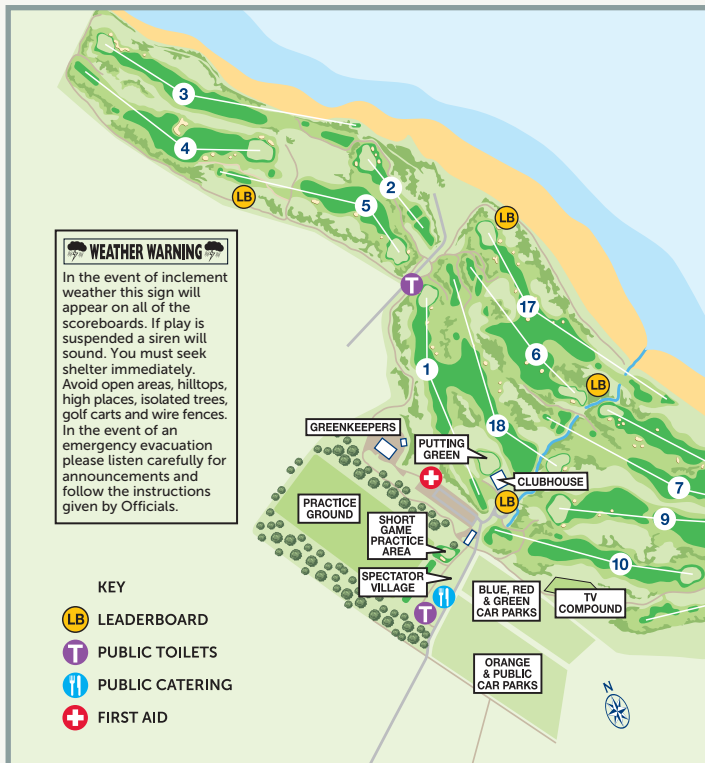 3
4
2
5
LB
LB
WEATHER WARNING
In the event of inclement
weather this sign will
appear on all of the
scoreboards. If play is
suspended a siren will
sound. You must seek
shelter immediately.
Avoid open areas, hilltops,
high places, isolated trees,
golf carts and wire fences.
In the event of an
emergency evacuation
please listen carefully for
announcements and
follow the instructions
given by Officials.
T
17
6
1
LB
18
GREENKEEPERS
PUTTING
GREEN
CLUBHOUSE
LB
7
9
10
PRACTICE
GROUND
SHORT
GAME
PRACTICE
AREA
SPECTATOR
VILLAGE
T
BLUE, RED
& GREEN
CAR PARKS
TV
COMPOUND
ORANGE
& PUBLIC
CAR PARKS
N
KEY
LB LEADERBOARD
T PUBLIC TOILETS
PUBLIC CATERING
FIRST AID